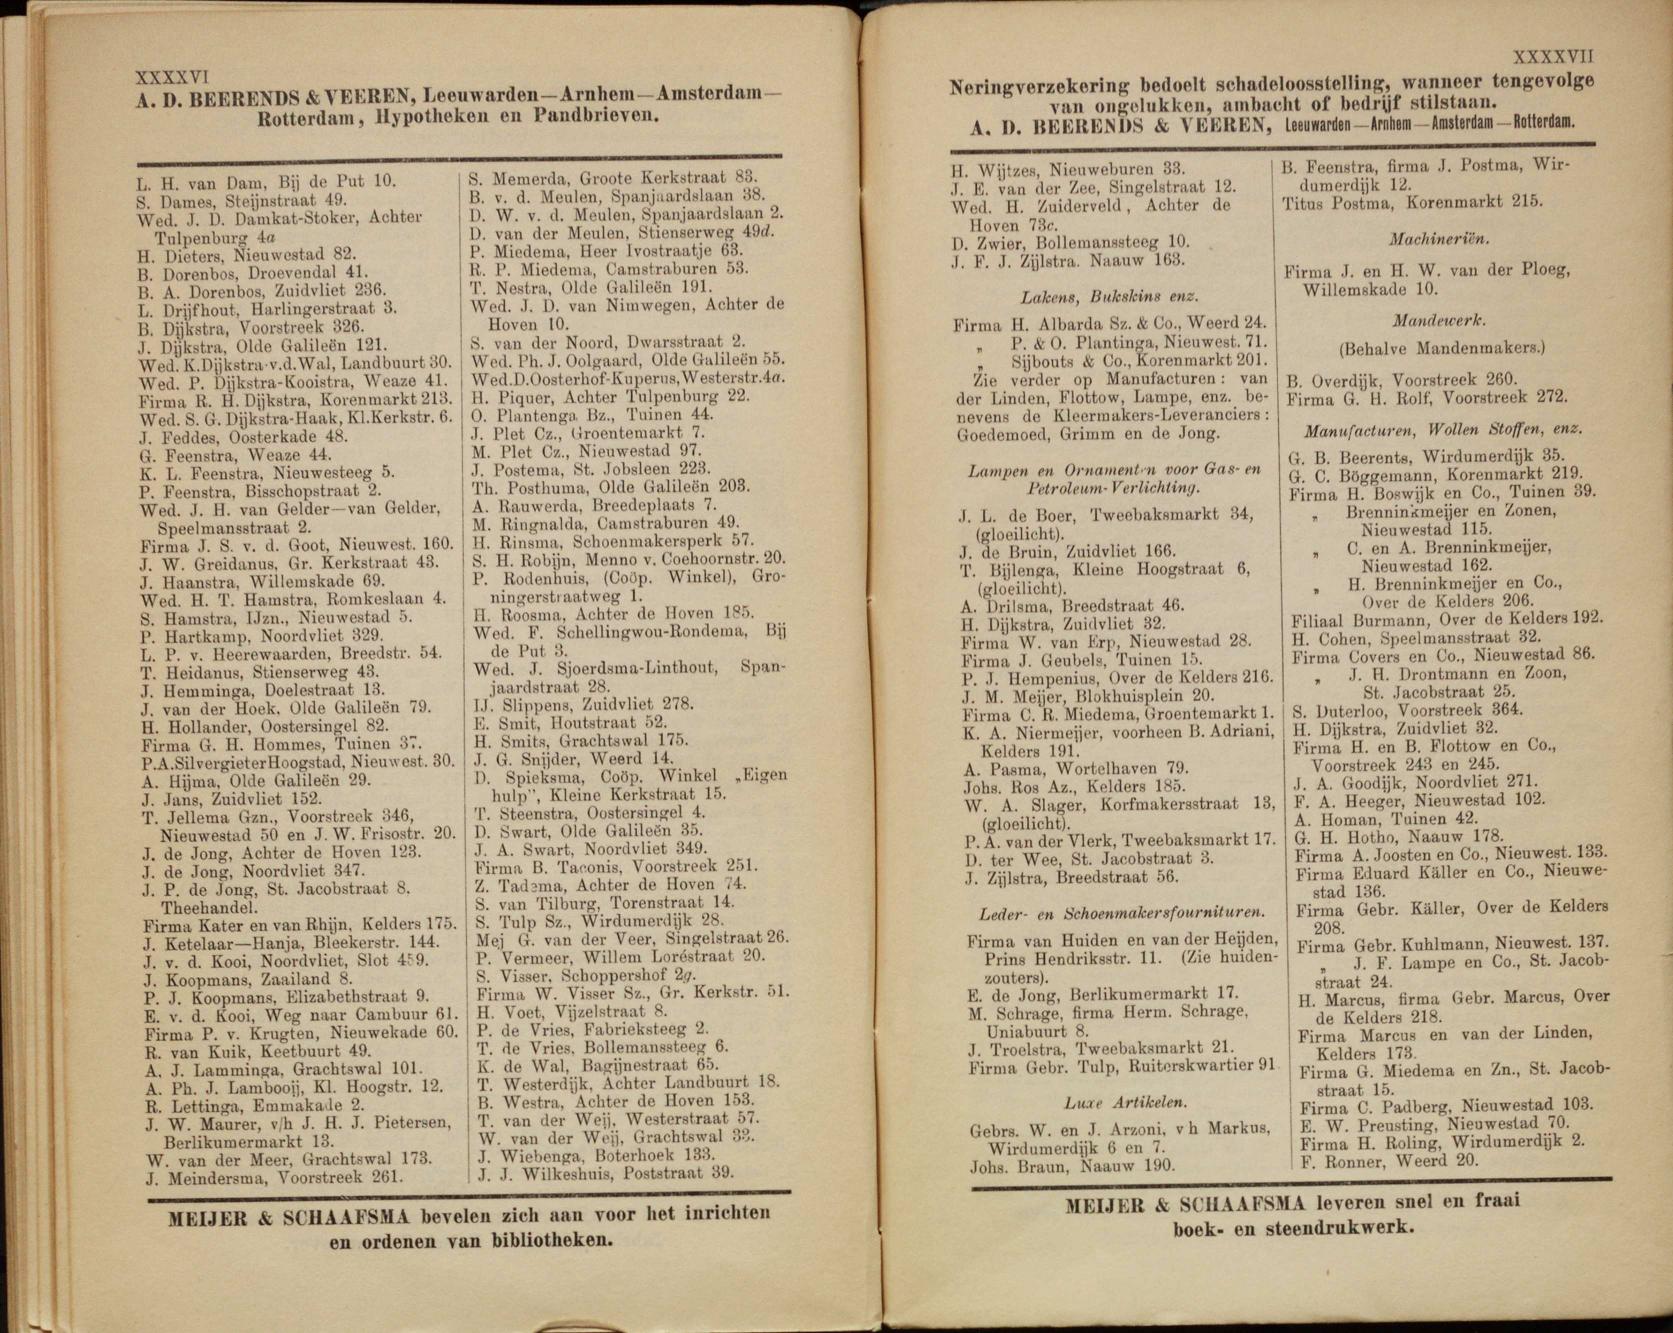 XXXXVI
A. D. BEERENDS & VEEREN, Leeuwarden—Arnhem—Amsterdam—
Rotterdam, Hypotheken en Pandbrieven.
L. H. van Dam, Bij de Put 10.
S. Dames, Steijnstraat 49.
Wed. J. D. Damkat-Stoker, Achter
Tulpenburg 4a
H. Dieters, Nieuwestad 82.
B. Dorenbos, Droevendal 41.
B. A. Dorenbos, Zuidvliet 236.
L. Drijfhout, Harlingerstraat 3.
B. Dijkstra, Voorstreek 326.
J. Dijkstra, Olde Galileën 121.
Wed. K. Dijkstra-v.d. Wal, Landbuurt 30.
Wed. P. Dijkstra-Kooistra, Weaze 41.
Firma R. H. Dijkstra, Korenmarkt 213.
Wed. S. G. Dijkstra-Haak, Kl. Kerkstr. 6.
J. Feddes, Oosterkade 48.
G. Feenstra, Weaze 44.
K. L. Feenstra, Nieuwesteeg 5.
P. Feenstra, Bisschopstraat 2.
Wed. J. H. van Gelder—van Gelder,
Speelmansstraat 2.
Firma J. S. v. d. Goot, Nieuwest. 160.
J. W. Greidanus, Gr. Kerkstraat 43.
J. Haanstra, Willemskade 69.
Wed. H. T. Hamstra, Romkeslaan 4.
S. Hamstra, IJzn., Nieuwestad 5.
P. Hartkamp, Noordvliet 329.
L. P. v. Heerewaarden, Breedstr. 54.
T. Heidanus, Stienserweg 43.
J. Hemminga, Doelestraat 13.
J. van der Hoek, Olde Galileën 79.
H. Hollander, Oostersingel 82.
Firma G. H. Hommes, Tuinen 37.
P.A. Silvergieter Hoogstad, Nieuwest. 30.
A. Hijma, Olde Galileën 29.
J. Jans, Zuidvliet 152.
T. Jellema Gzn., Voorstreek 346,
Nieuwestad 50 en J. W. Frisostr. 20.
J. de Jong, Achter de Hoven 123.
J. de Jong, Noordvliet 347.
J. P. de Jong, St. Jacobstraat 8.
Theehandel.
Firma Kater en van Rhijn, Kelders 175.
J. Ketelaar—Hanja, Bleekerstr. 144.
J. v. d. Kooi, Noordvliet, Slot 459.
J. Koopmans, Zaailand 8.
P. J. Koopmans, Elizabethstraat 9.
E. v. d. Kooi, Weg naar Cambuur 61.
Firma P. v. Krugten, Nieuwekade 60.
R. van Kuik, Keetbuurt 49.
A. J. Lamminga, Grachtswal 101.
A. Ph. J. Lambooij, Kl. Hoogstr. 12.
R. Lettinga, Emmakade 2.
J. W. Maurer, v/h J. H. J. Pietersen,
Berlikumermarkt 13.
W. van der Meer, Grachtswal 173.
J. Meindersma, Voorstreek 261.
S. Memerda, Groote Kerkstraat 83.
B. v. d. Meulen, Spanjaardslaan 38.
D. W. v. d. Meulen, Spanjaardslaan 2.
D. van der Meulen, Stienserweg 49d.
P. Miedema, Heer Ivostraatje 63.
R. P. Miedema, Camstraburen 53.
T. Nestra, Olde Galileën 191.
Wed. J. D. van Nimwegen, Achter de
Hoven 10.
S. van der Noord, Dwarsstraat 2.
Wed. Ph. J. Oolgaard, Olde Galileën 55.
Wed. D. Oosterhof-Kuperus, Westerstr. 4a.
H. Piquer, Achter Tulpenburg 22.
O. Plantenga Bz., Tuinen 44.
J. Plet Cz., Groentemarkt 7.
M. Plet Cz., Nieuwestad 97.
J. Postema, St. Jobsleen 223.
Th. Posthuma, Olde Galileën 203.
A. Rauwerda, Breedeplaats 7.
M. Ringnalda, Camstraburen 49.
H. Rinsma, Schoenmakersperk 57.
S. H. Robijn, Menno v. Coehoornstr. 20.
P. Rodenhuis, (Coöp. Winkel), Gro-
ningerstraatweg 1.
H. Roosma, Achter de Hoven 185.
Wed. F. Schellingwou-Rondema, Bij
de Put 3.
Wed. J. Sjoerdsma-Linthout, Span-
jaardstraat 28.
IJ. Slippens, Zuidvliet 278.
E. Smit, Houtstraat 52.
H. Smits, Grachtswal 175.
J. G. Snijder, Weerd 14.
D. Spieksma, Coöp. Winkel „Eigen
hulp”, Kleine Kerkstraat 15.
T. Steenstra, Oostersingel 4.
D. Swart, Olde Galileën 35.
J. A. Swart, Noordvliet 349.
Firma B. Taconis, Voorstreek 251.
Z. Tadema, Achter de Hoven 74.
S. van Tilburg, Torenstraat 14.
S. Tulp Sz., Wirdumerdijk 28.
Mej G. van der Veer, Singelstraat 26.
P. Vermeer, Willem Loréstraat 20.
S. Visser, Schoppershof 2g.
Firma W. Visser Sz., Gr. Kerkstr. 51.
H. Voet, Vijzelstraat 8.
P. de Vries, Fabrieksteeg 2.
T. de Vries, Bollemanssteeg 6.
K. de Wal, Bagijnestraat 65.
T. Westerdijk, Achter Landbuurt 18.
B. Westra, Achter de Hoven 153.
T. van der Weij, Westerstraat 57.
W. van der Weij, Grachtswal 33.
J. Wiebenga, Boterhoek 133.
J. J. Wilkeshuis, Poststraat 39.
MEIJER & SCHAAFSMA bevelen zich aan voor het inrichten
en ordenen van bibliotheken.
XXXXVII
Neringverzekering bedoelt schadeloosstelling, wanneer tengevolge
van ongelukken, ambacht of bedrijf stilstaan.
A. D. BEERENDS & VEEREN, Leeuwarden—Arnhem—Amsterdam—Rotterdam.
H. Wijtzes, Nieuweburen 33.
J. E. van der Zee, Singelstraat 12.
Wed. H. Zuiderveld, Achter de
Hoven 73c.
D. Zwier, Bollemanssteeg 10.
J. F. J. Zijlstra. Naauw 163.
Lakens, Bukskins enz.
Firma H. Albarda Sz. & Co., Weerd 24.
„ P. & O. Plantinga, Nieuwest. 71.
„ Sijbouts & Co., Korenmarkt 201.
Zie verder op Manufacturen: van
der Linden, Flottow, Lampe, enz. be-
nevens de Kleermakers-Leveranciers:
Goedemoed, Grimm en de Jong.
Lampen en Ornamenten voor Gas- en
Petroleum-Verlichting.
J. L. de Boer, Tweebaksmarkt 34,
(gloeilicht).
J. de Bruin, Zuidvliet 166.
T. Bijlenga, Kleine Hoogstraat 6,
(gloeilicht).
A. Drilsma, Breedstraat 46.
H. Dijkstra, Zuidvliet 32.
Firma W. van Erp, Nieuwestad 28.
Firma J. Geubels, Tuinen 15.
P. J. Hempenius, Over de Kelders 216.
J. M. Meijer, Blokhuisplein 20.
Firma C. R. Miedema, Groentemarkt 1.
K. A. Niermeijer, voorheen B. Adriani,
Kelders 191.
A. Pasma, Wortelhaven 79.
Johs. Ros Az., Kelders 185.
W. A. Slager, Korfmakersstraat 13,
(gloeilicht).
P. A. van der Vlerk, Tweebaksmarkt 17.
D. ter Wee, St. Jacobstraat 3.
J. Zijlstra, Breedstraat 56.
Leder- en Schoenmakersfournituren.
Firma van Huiden en van der Heijden,
Prins Hendriksstr. 11. (Zie huiden-
zouters).
E. de Jong, Berlikumermarkt 17.
M. Schrage, firma Herm. Schrage,
Uniabuurt 8.
J. Troelstra, Tweebaksmarkt 21.
Firma Gebr. Tulp, Ruiterskwartier 91
Luxe Artikelen.
Gebrs. W. en J. Arzoni, v h Markus,
Wirdumerdijk 6 en 7.
Johs. Braun, Naauw 190.
B. Feenstra, firma J. Postma, Wir-
dumerdijk 12.
Titus Postma, Korenmarkt 215.
Machineriën.
Firma J. en H. W. van der Ploeg,
Willemskade 10.
Mandewerk.
(Behalve Mandenmakers.)
B. Overdijk, Voorstreek 260.
Firma G. H. Rolf, Voorstreek 272.
Manufacturen, Wollen Stoffen, enz.
G. B. Beerents, Wirdumerdijk 35.
G. C. Böggemann, Korenmarkt 219.
Firma H. Boswijk en Co., Tuinen 39.
„ Brenninkmeijer en Zonen,
Nieuwestad 115.
„ C. en A. Brenninkmeijer,
Nieuwestad 162.
„ H. Brenninkmeijer en Co.,
Over de Kelders 206.
Filiaal Burmann, Over de Kelders 192.
H. Cohen, Speelmansstraat 32.
Firma Covers en Co., Nieuwestad 86.
„ J. H. Drontmann en Zoon,
St. Jacobstraat 25.
S. Duterloo, Voorstreek 364.
H. Dijkstra, Zuidvliet 32.
Firma H. en B. Flottow en Co.,
Voorstreek 243 en 245.
J. A. Goodijk, Noordvliet 271.
F. A. Heeger, Nieuwestad 102.
A. Homan, Tuinen 42.
G. H. Hotho, Naauw 178.
Firma A. Joosten en Co., Nieuwest. 133.
Firma Eduard Käller en Co., Nieuwe-
stad 136.
Firma Gebr. Käller, Over de Kelders
208.
Firma Gebr. Kuhlmann, Nieuwest. 137.
„ J. F. Lampe en Co., St. Jacob-
straat 24.
H. Marcus, firma Gebr. Marcus, Over
de Kelders 218.
Firma Marcus en van der Linden,
Kelders 173.
Firma G. Miedema en Zn., St. Jacob-
straat 15.
Firma C. Padberg, Nieuwestad 103.
E. W. Preusting, Nieuwestad 70.
Firma H. Roling, Wirdumerdijk 2.
F. Ronner, Weerd 20.
MEIJER & SCHAAFSMA leveren snel en fraai
boek- en steendrukwerk.